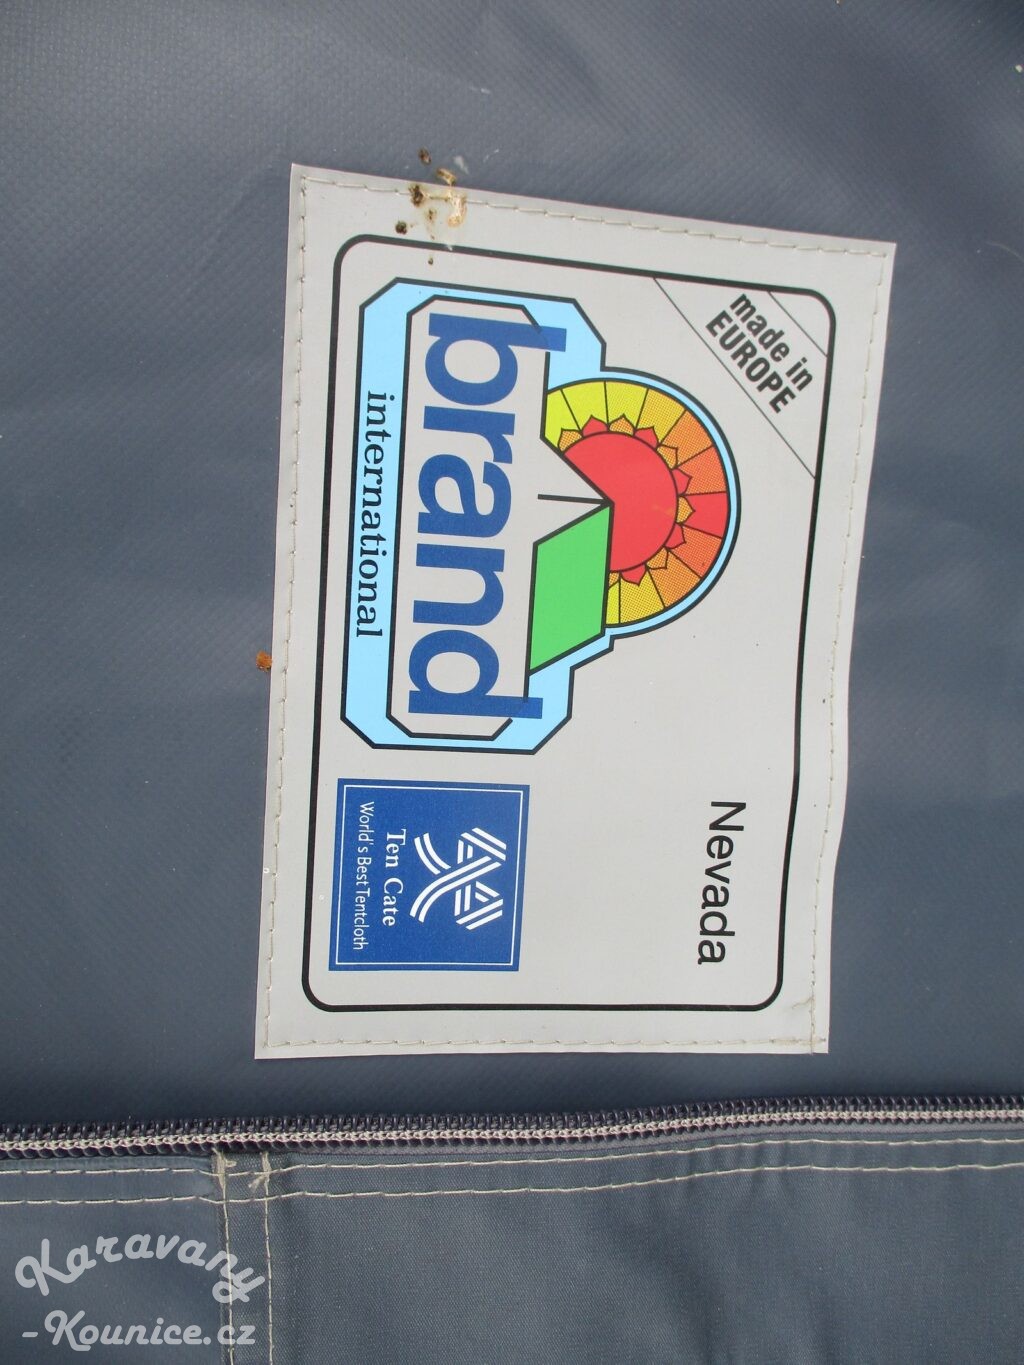 made in
EUROPE
brand
international
Nevada
Ten Cate
World's Best Tentcloth
Karavany
-Kounice.cz